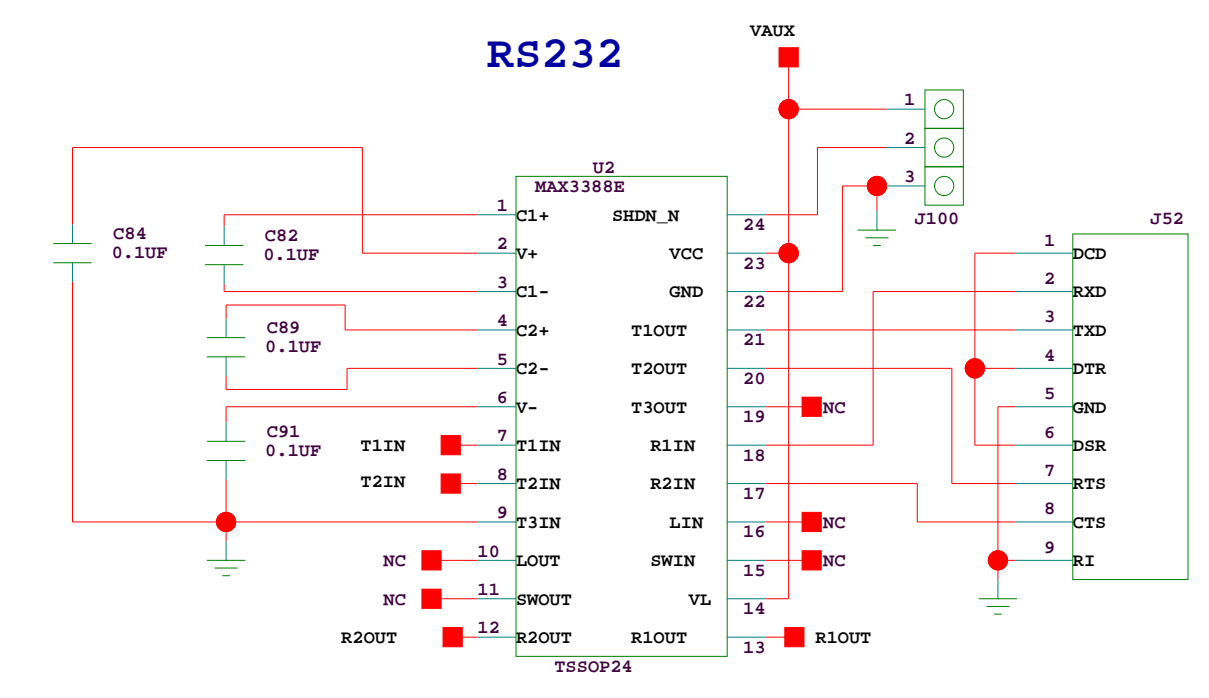 VAUX
RS232
1
2
3
J100
U2
MAX3388E
1 C1+ SHDN_N 24
2 V+ VCC 23
3 C1- GND 22
4 C2+ T1OUT 21
5 C2- T2OUT 20
6 V- T3OUT 19 NC
T1IN 7 T1IN R1IN 18
T2IN 8 T2IN R2IN 17
9 T3IN LIN 16 NC
NC 10 LOUT SWIN 15 NC
NC 11 SWOUT VL 14
R2OUT 12 R2OUT R1OUT 13 R1OUT
TSSOP24
C84
0.1UF
C82
0.1UF
C89
0.1UF
C91
0.1UF
J52
1 DCD
2 RXD
3 TXD
4 DTR
5 GND
6 DSR
7 RTS
8 CTS
9 RI